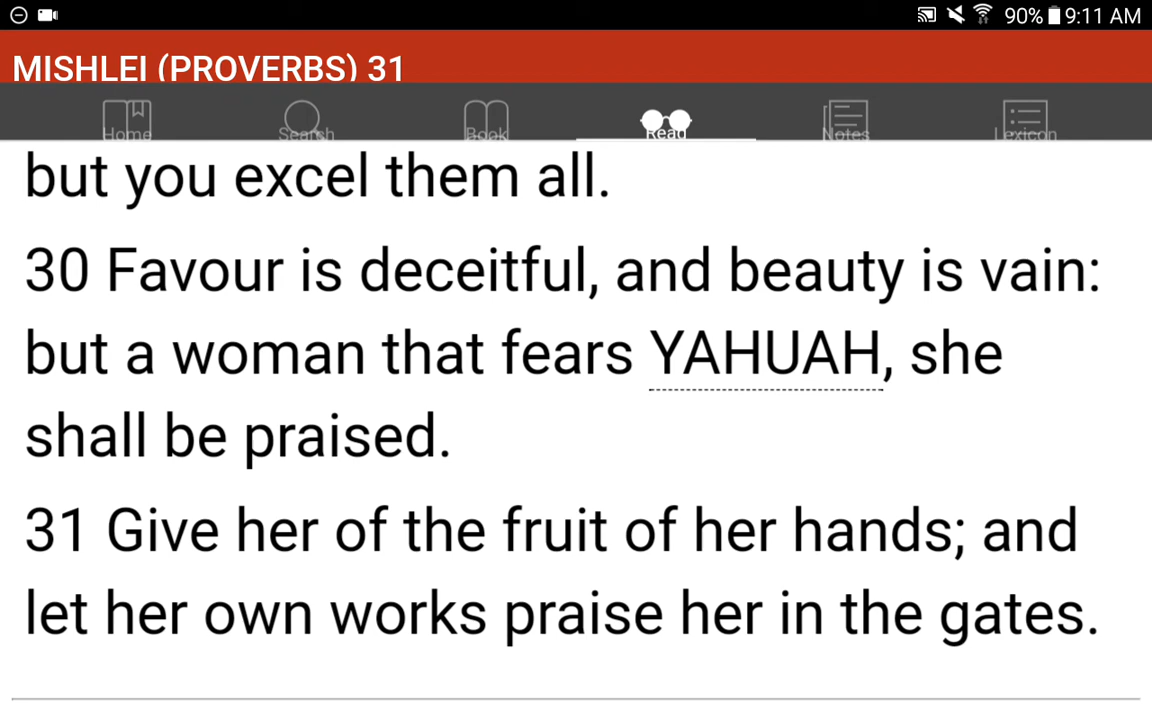 90% 9:11 AM
MISHLEI (PROVERBS) 31
Home Search Book Read Notes Lexicon
but you excel them all.
30 Favour is deceitful, and beauty is vain:
but a woman that fears YAHUAH, she
shall be praised.
31 Give her of the fruit of her hands; and
let her own works praise her in the gates.